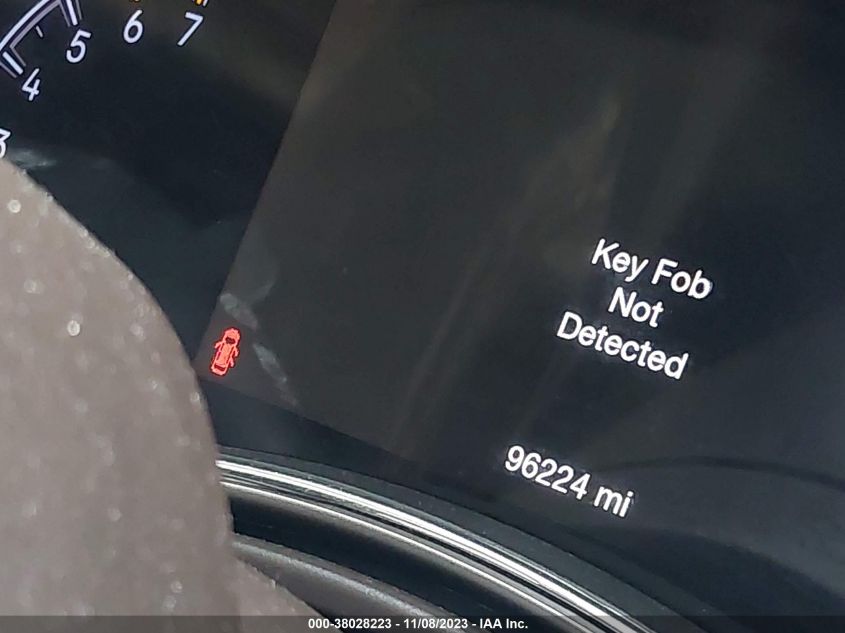 5 6 7
4
3
Key Fob
Not
Detected
96224 mi
000-38028223 - 11/08/2023 - IAA Inc.